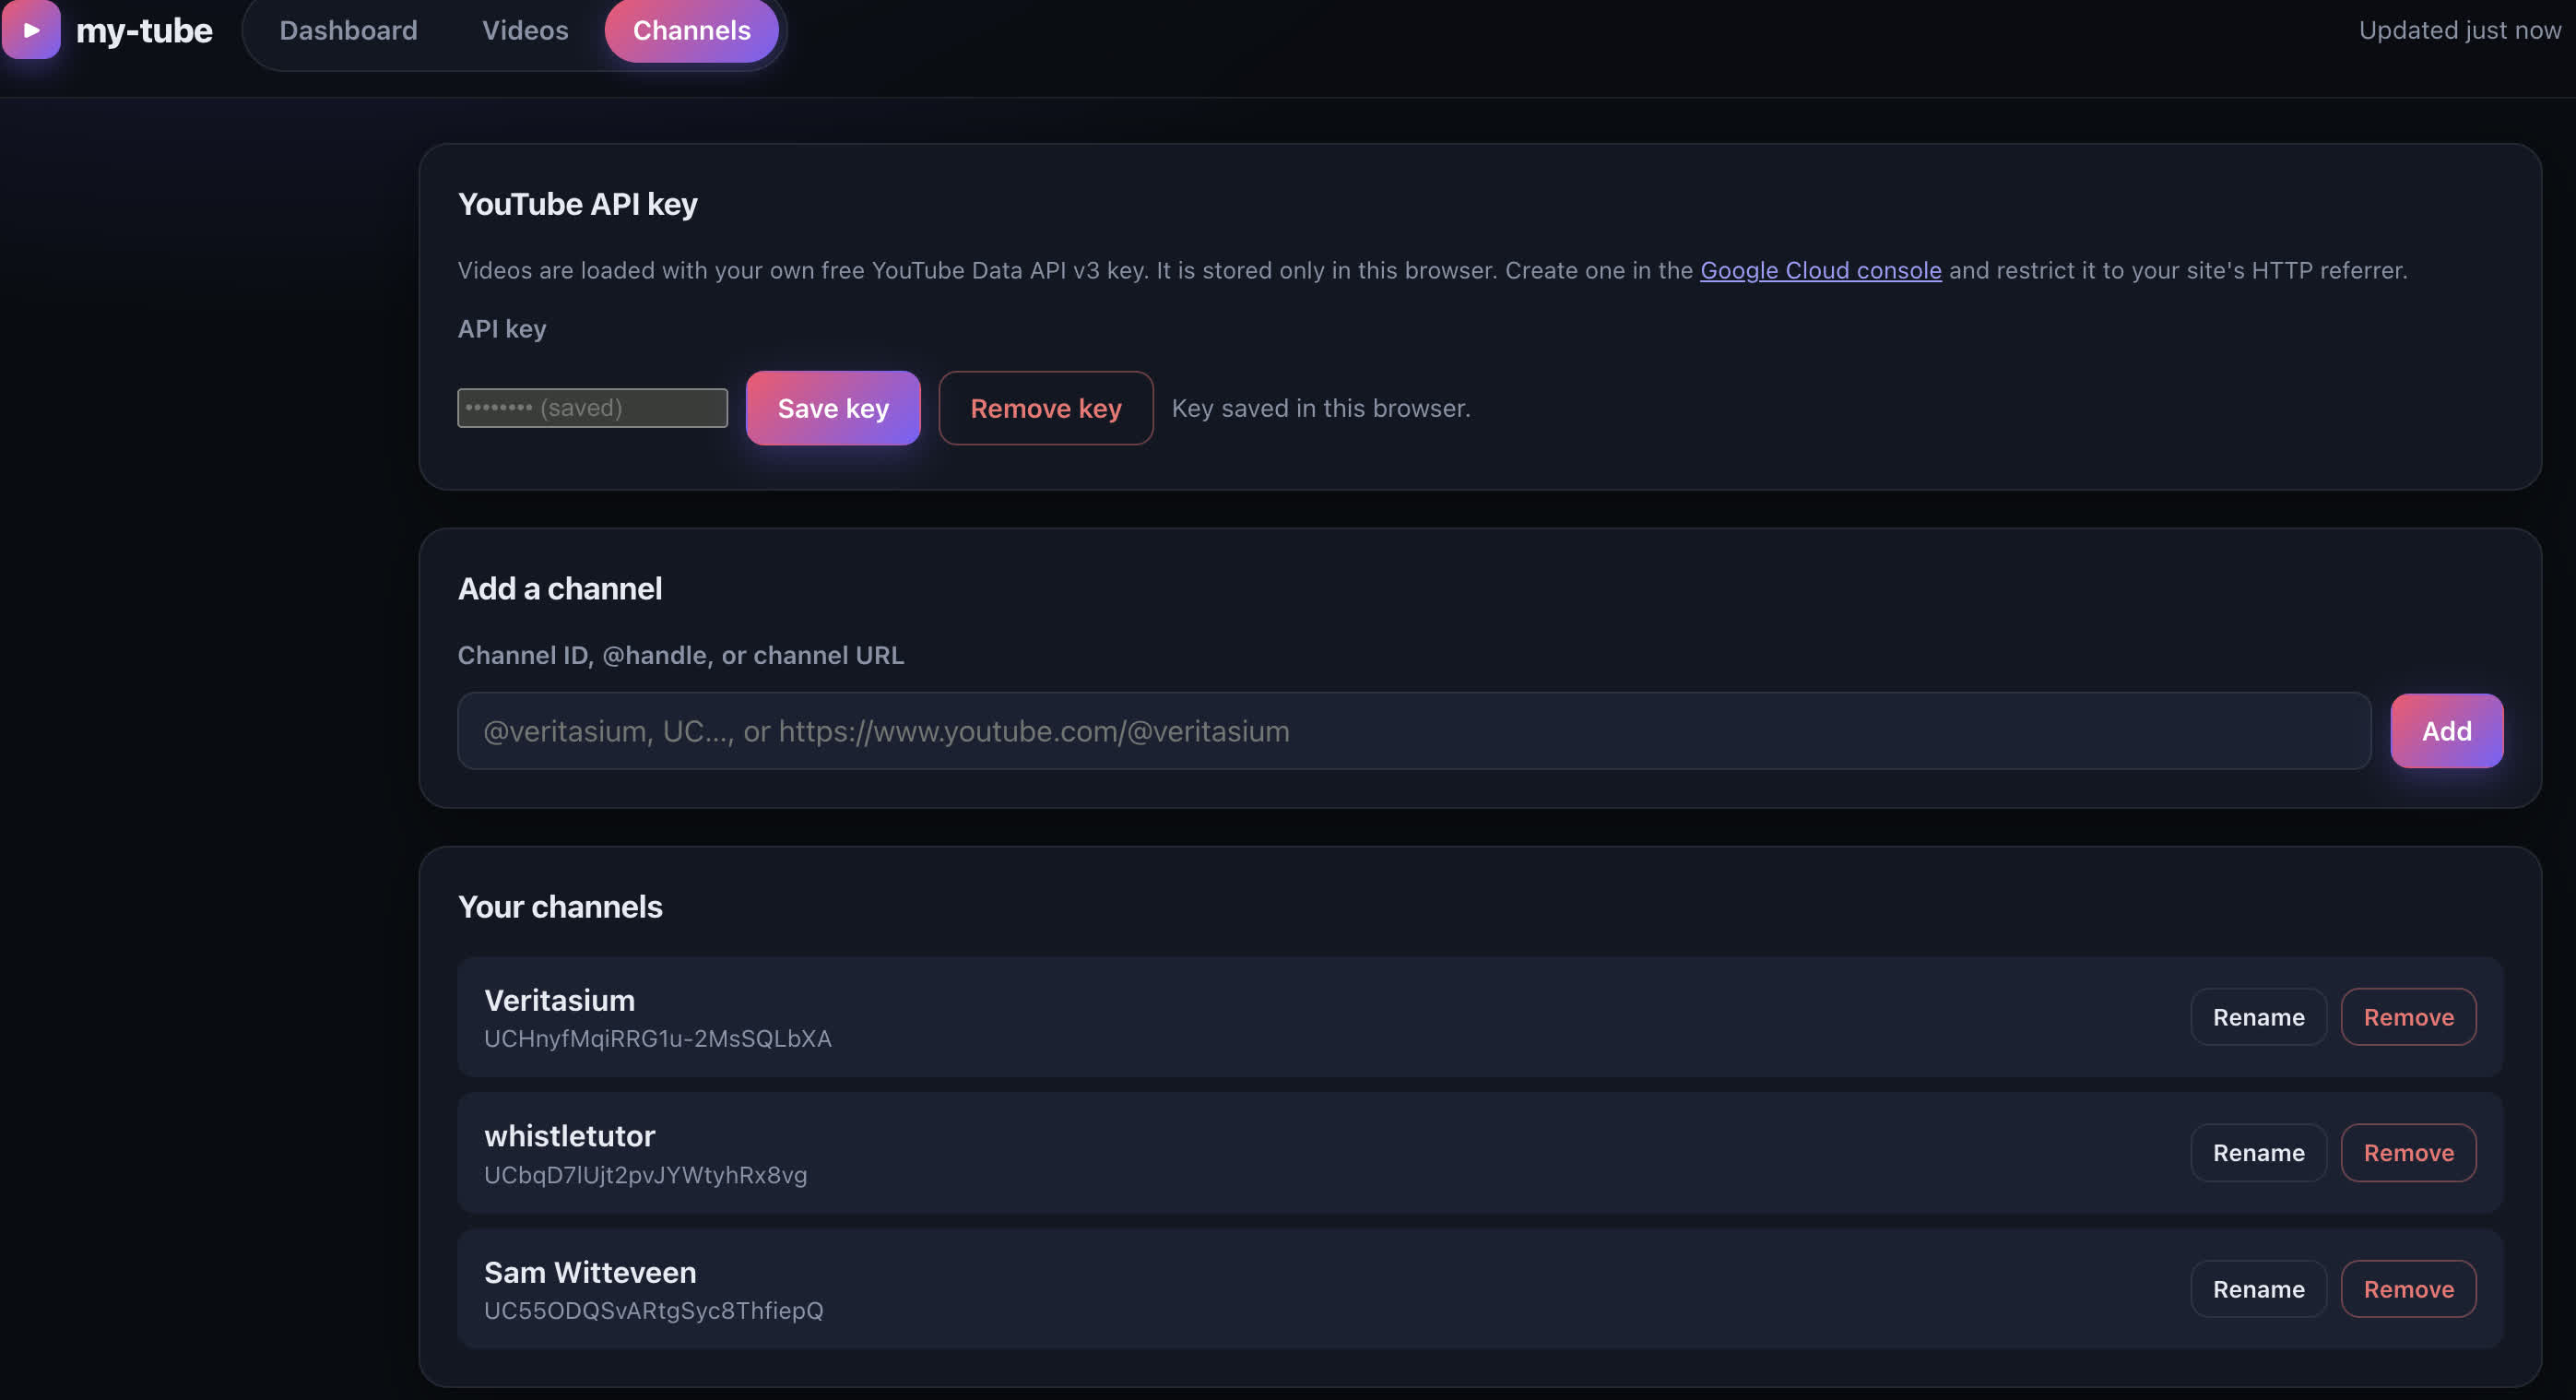 my-tube
Dashboard
Videos
Channels
Updated just now
YouTube API key
Videos are loaded with your own free YouTube Data API v3 key. It is stored only in this browser. Create one in the Google Cloud console and restrict it to your site's HTTP referrer.
API key
•••••••• (saved)
Save key
Remove key
Key saved in this browser.
Add a channel
Channel ID, @handle, or channel URL
@veritasium, UC..., or https://www.youtube.com/@veritasium
Add
Your channels
Veritasium
UCHnyfMqiRRG1u-2MsSQLbXA
Rename
Remove
whistletutor
UCbqD7lUjt2pvJYWtyhRx8vg
Rename
Remove
Sam Witteveen
UC55ODQSvARtgSyc8ThfiepQ
Rename
Remove